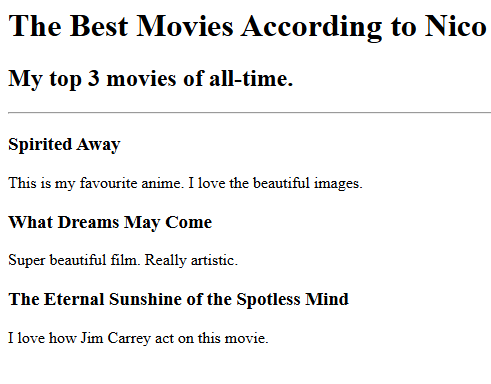 The Best Movies According to Nico
My top 3 movies of all-time.
Spirited Away
This is my favourite anime. I love the beautiful images.
What Dreams May Come
Super beautiful film. Really artistic.
The Eternal Sunshine of the Spotless Mind
I love how Jim Carrey act on this movie.